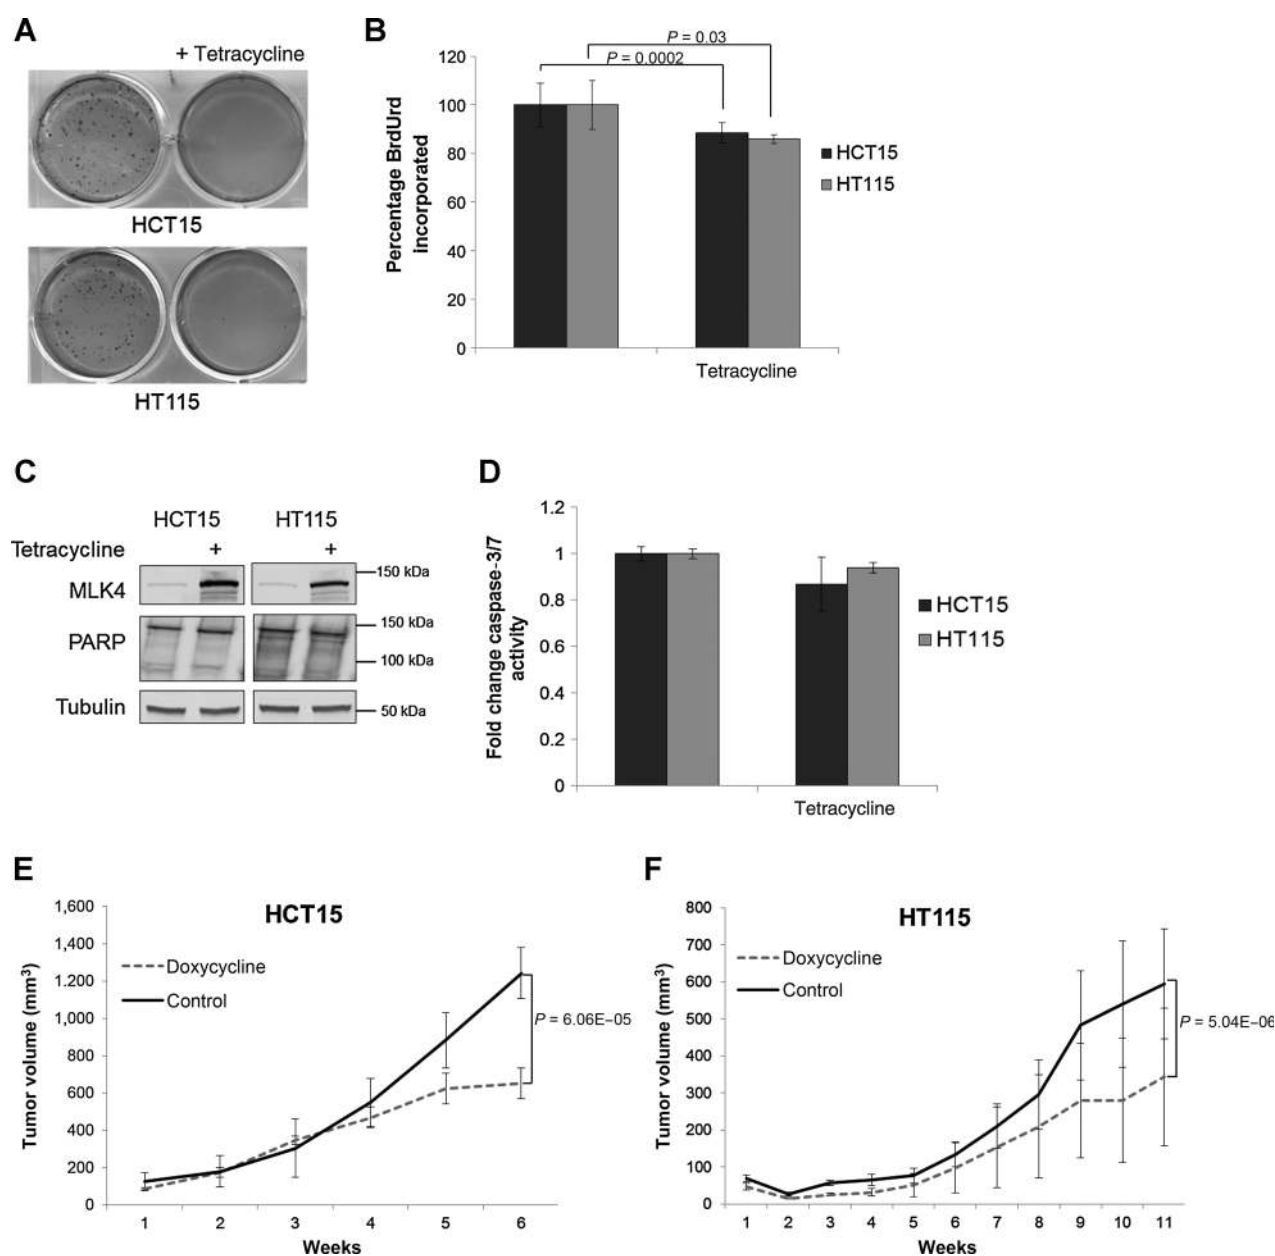 A
+ Tetracycline
HCT15
HT115
B
P = 0.03
P = 0.0002
Percentage BrdUrd
incorporated
120
100
80
60
40
20
0
Tetracycline
HCT15
HT115
C
HCT15 HT115
Tetracycline + +
MLK4
150 kDa
PARP
150 kDa
100 kDa
Tubulin
50 kDa
D
Fold change caspase-3/7
activity
1.2
1
0.8
0.6
0.4
0.2
0
Tetracycline
HCT15
HT115
E
HCT15
Tumor volume (mm³)
1,600
1,400
1,200
1,000
800
600
400
200
0
Doxycycline
Control
P = 6.06E–05
1 2 3 4 5 6
Weeks
F
HT115
Tumor volume (mm³)
800
700
600
500
400
300
200
100
0
Doxycycline
Control
P = 5.04E–06
1 2 3 4 5 6 7 8 9 10 11
Weeks